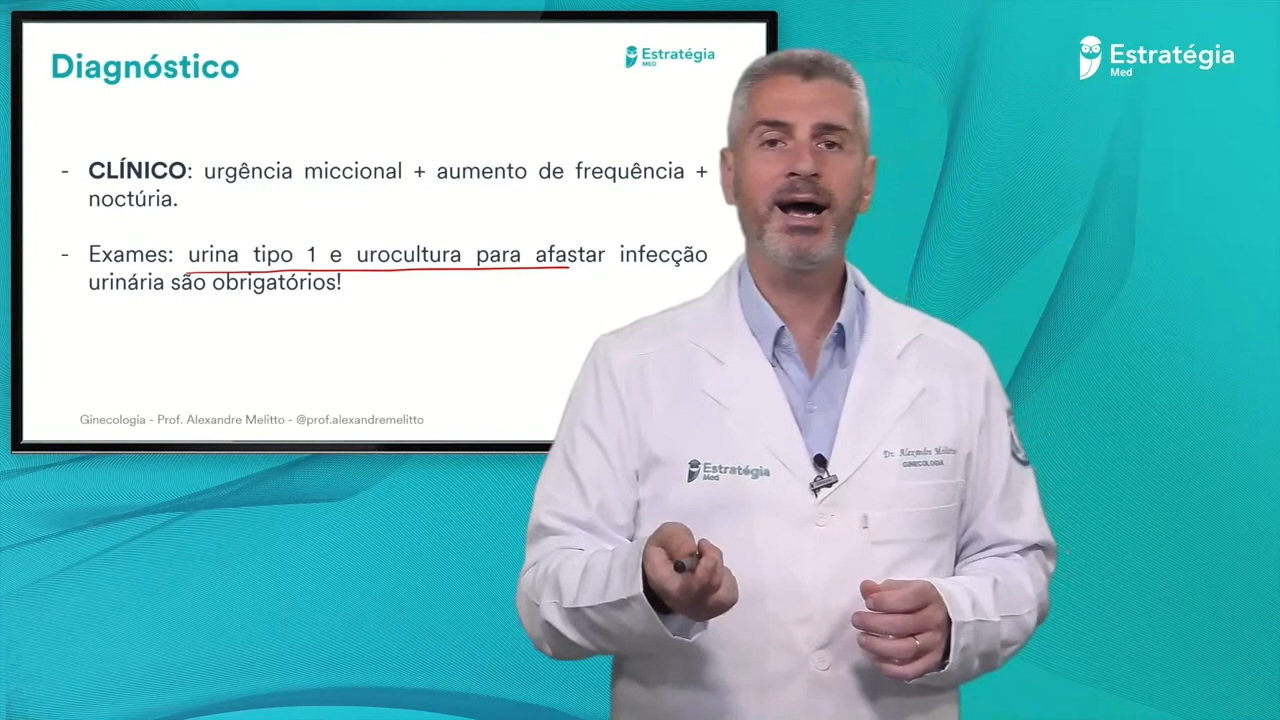 Diagnóstico
Estratégia
MED
- CLÍNICO: urgência miccional + aumento de frequência +
noctúria.
- Exames: urina tipo 1 e urocultura para afastar infecção
urinária são obrigatórios!
Ginecologia - Prof. Alexandre Melitto - @prof.alexandremelitto
Estratégia
Med
Estratégia
Med
Dr. Alexandre Melitto
GINECOLOGIA